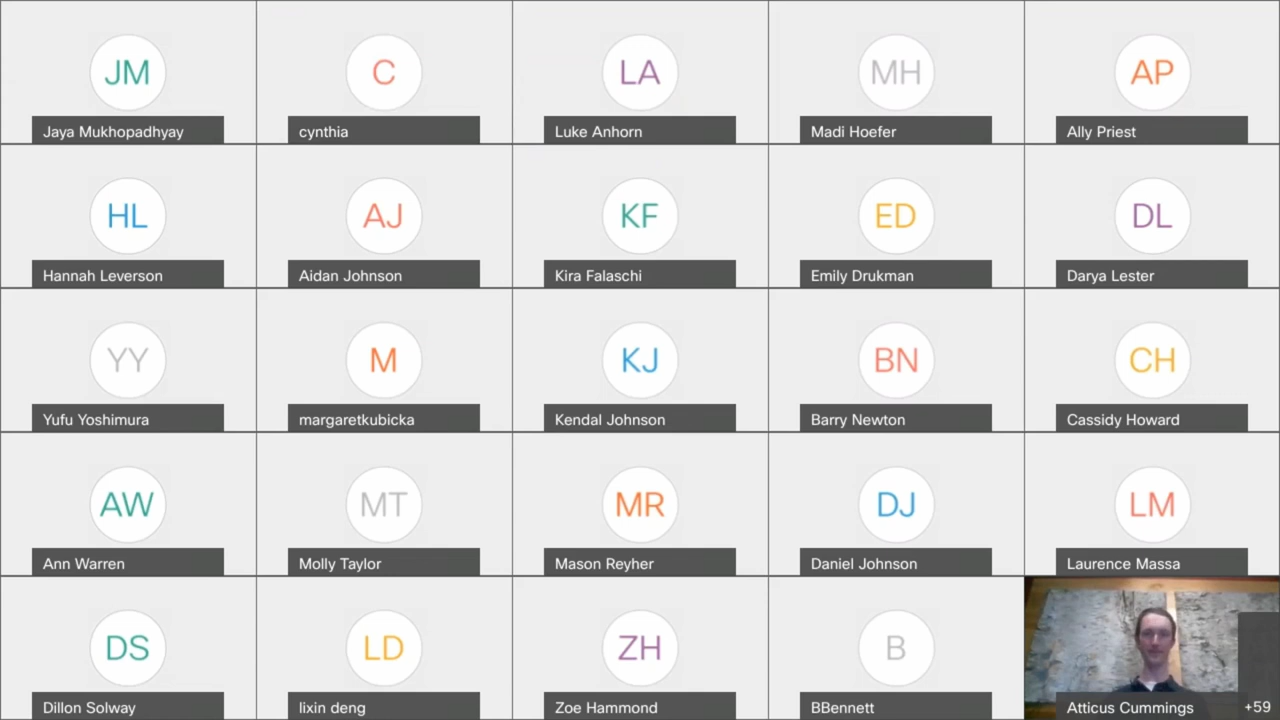 JM
C
LA
MH
AP
Jaya Mukhopadhyay
cynthia
Luke Anhorn
Madi Hoefer
Ally Priest
HL
AJ
KF
ED
DL
Hannah Leverson
Aidan Johnson
Kira Falaschi
Emily Drukman
Darya Lester
YY
M
KJ
BN
CH
Yufu Yoshimura
margaretkubicka
Kendal Johnson
Barry Newton
Cassidy Howard
AW
MT
MR
DJ
LM
Ann Warren
Molly Taylor
Mason Reyher
Daniel Johnson
Laurence Massa
DS
LD
ZH
B
Dillon Solway
lixin deng
Zoe Hammond
BBennett
Atticus Cummings
+59